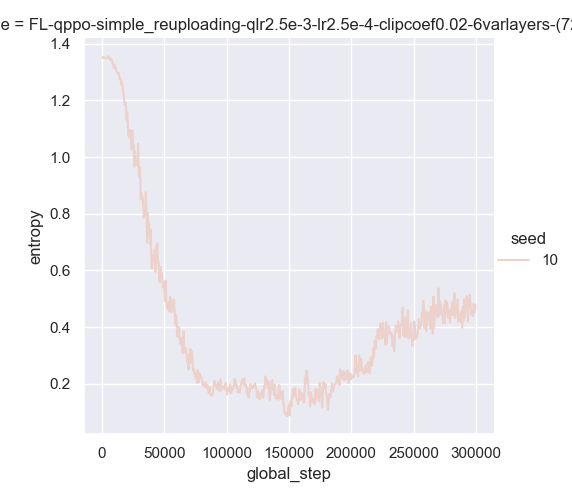 e = FL-qppo-simple_reuploading-qlr2.5e-3-lr2.5e-4-clipcoef0.02-6varlayers-(72
1.4
1.2
1.0
0.8
0.6
0.4
0.2
entropy
0 50000 100000 150000 200000 250000 300000
global_step
seed
10